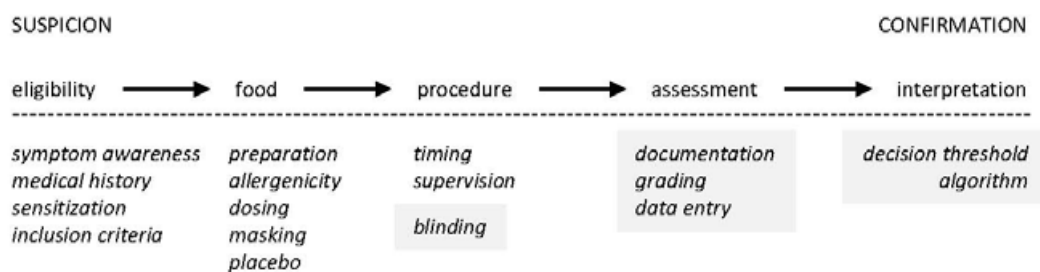 SUSPICION CONFIRMATION
eligibility food procedure assessment interpretation
symptom awareness preparation timing documentation decision threshold
medical history allergenicity supervision grading algorithm
sensitization dosing blinding data entry
inclusion criteria masking
placebo